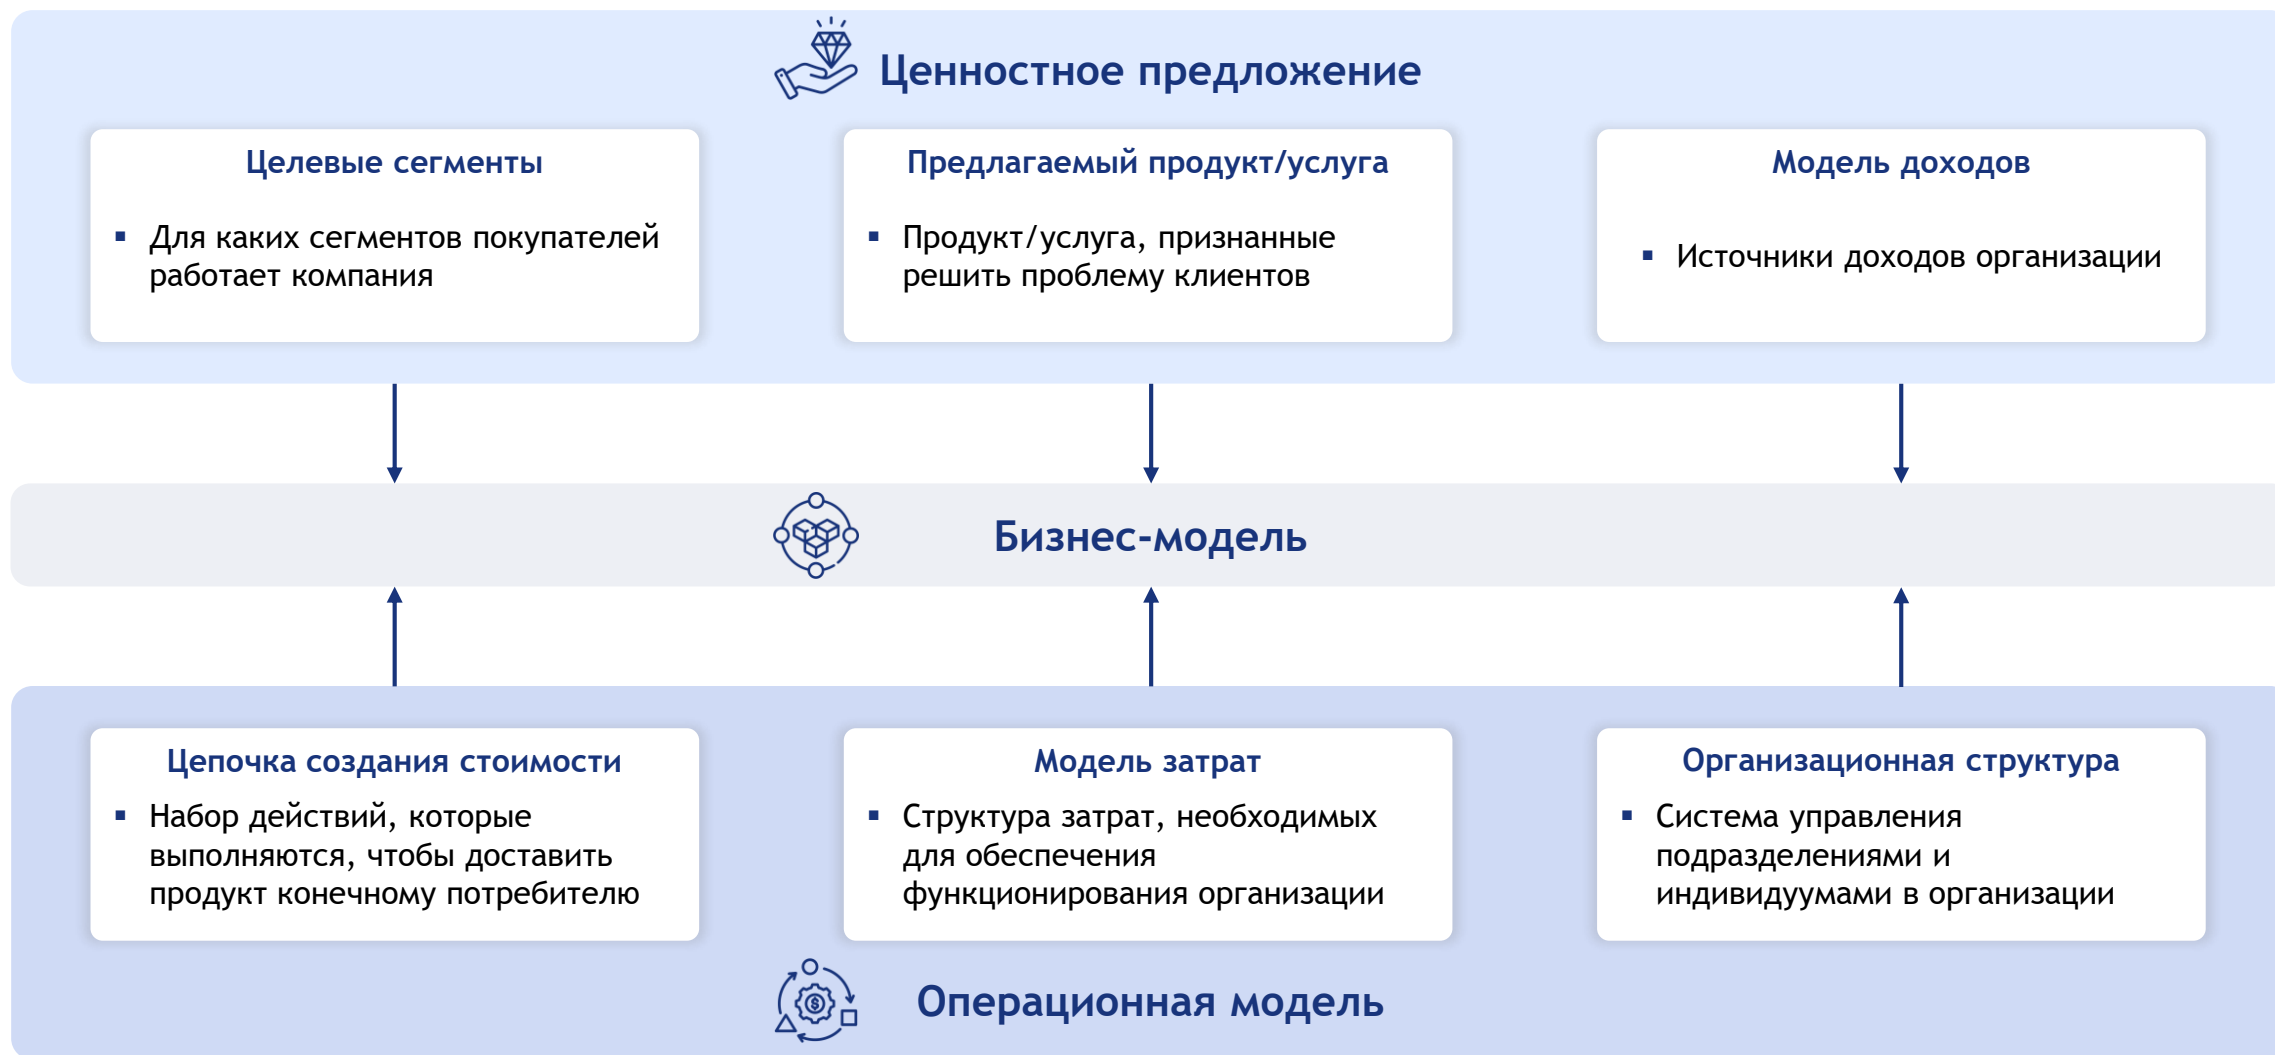 Ценностное предложение
Целевые сегменты
▪ Для каких сегментов покупателей
работает компания
Предлагаемый продукт/услуга
▪ Продукт/услуга, признанные
решить проблему клиентов
Модель доходов
▪ Источники доходов организации
Бизнес-модель
Цепочка создания стоимости
▪ Набор действий, которые
выполняются, чтобы доставить
продукт конечному потребителю
Модель затрат
▪ Структура затрат, необходимых
для обеспечения
функционирования организации
Организационная структура
▪ Система управления
подразделениями и
индивидуумами в организации
$
Операционная модель